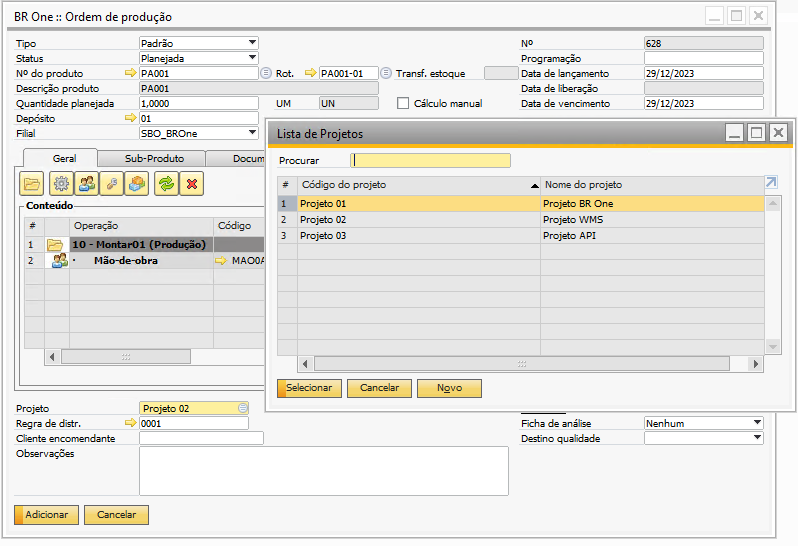 BR One :: Ordem de produção
Tipo Padrão Nº 628
Status Planejada Programação
Nº do produto PA001 Rot. PA001-01 Transf. estoque Data de lançamento 29/12/2023
Descrição produto PA001 Data de liberação
Quantidade planejada 1,0000 UM UN Cálculo manual Data de vencimento 29/12/2023
Depósito 01
Filial SBO_BROne
Lista de Projetos
Procurar
# Código do projeto Nome do projeto
1 Projeto 01 Projeto BR One
2 Projeto 02 Projeto WMS
3 Projeto 03 Projeto API
Selecionar Cancelar Novo
Geral Sub-Produto Docum
Conteúdo
# Operação Código
1 10 - Montar01 (Produção)
2 · Mão-de-obra MAO0A
Projeto Projeto 02
Regra de distr. 0001 Ficha de análise Nenhum
Cliente encomendante Destino qualidade
Observações
Adicionar Cancelar